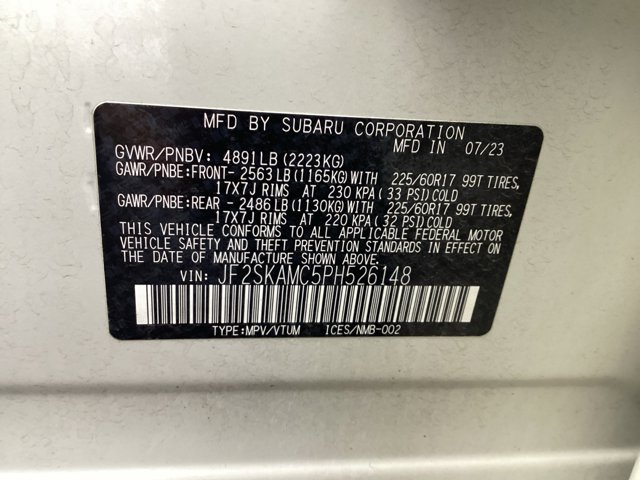 MFD BY SUBARU CORPORATION
MFD IN 07/23
GVWR/PNBV: 4891LB(2223KG)
GAWR/PNBE:FRONT- 2563LB(1165KG)WITH 225/60R17 99T TIRES,
17X7J RIMS AT 230 KPA(33 PSI)COLD
GAWR/PNBE:REAR - 2486LB(1130KG)WITH 225/60R17 99T TIRES,
17X7J RIMS AT 220 KPA(32 PSI)COLD
THIS VEHICLE CONFORMS TO ALL APPLICABLE FEDERAL MOTOR
VEHICLE SAFETY AND THEFT PREVENTION STANDARDS IN EFFECT ON
THE DATE OF MANUFACTURE SHOWN ABOVE.
VIN: JF2SKAMC5PH526148
TYPE:MPV/VTUM ICES/NMB-002